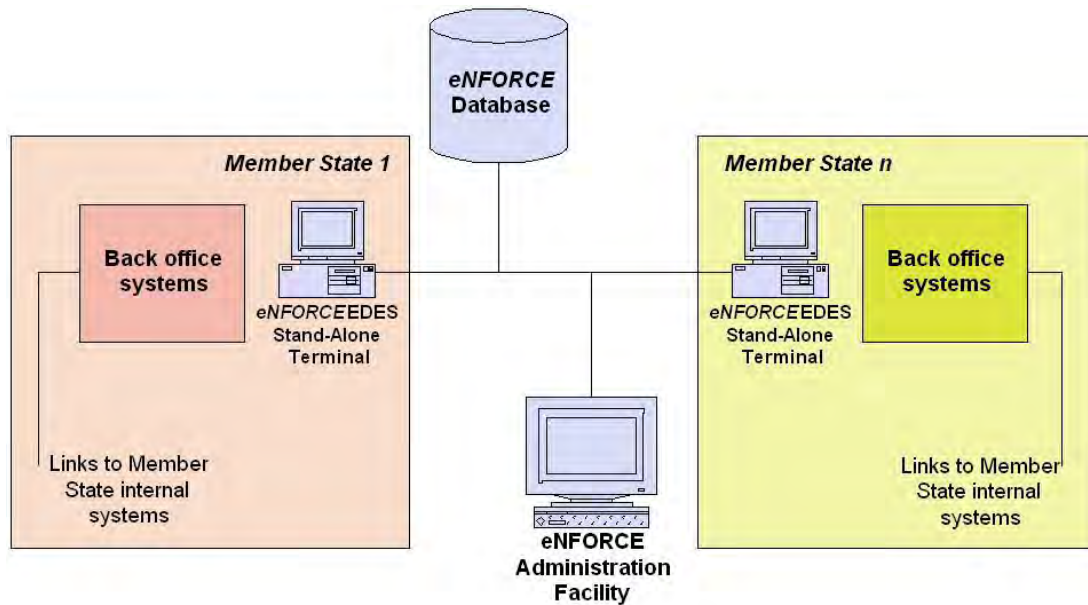 eNFORCE
Database
Member State 1
Back office
systems
eNFORCE EDES
Stand-Alone
Terminal
Links to Member
State internal
systems
Member State n
eNFORCE EDES
Stand-Alone
Terminal
Back office
systems
Links to Member
State internal
systems
eNFORCE
Administration
Facility